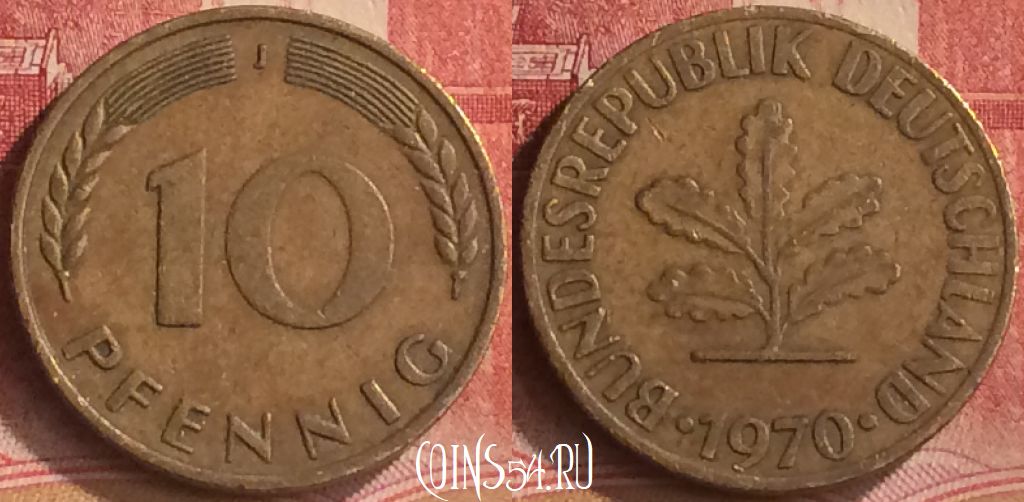 J
10
PFENNIG
BUNDESREPUBLIK DEUTSCHLAND
·1970·
COINS54.RU